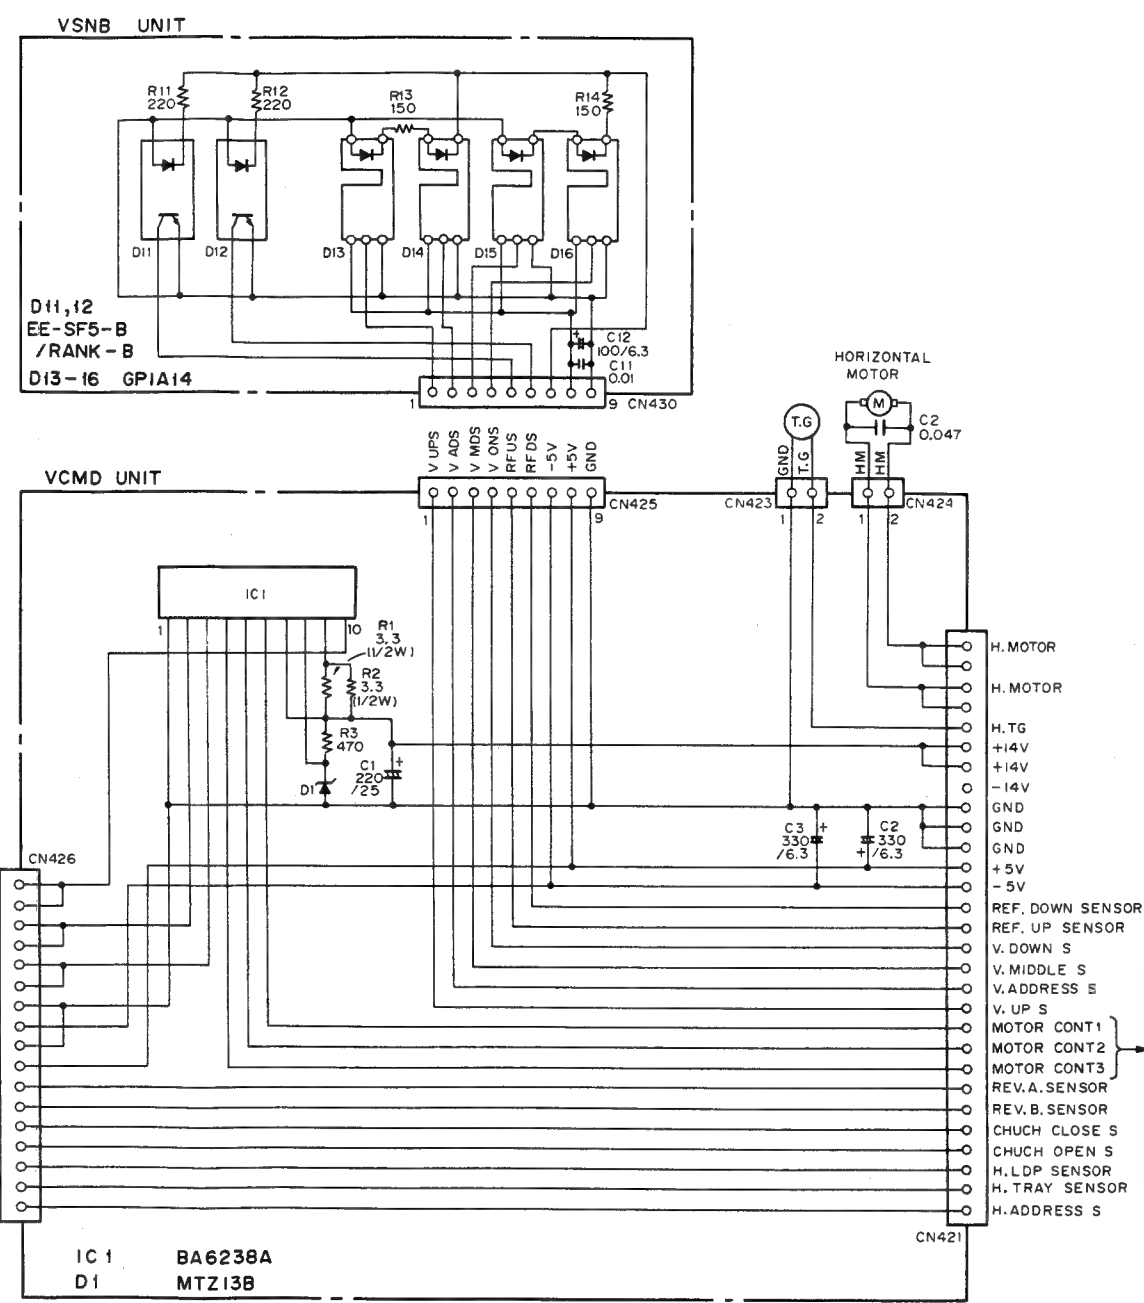 VSNB UNIT
R11
220
R12
220
R13
150
R14
150
D11
D12
D13
D14
D15
D16
D11,12
EE-SF5-B
/RANK-B
D13-16 GP1A14
+
C12
100/6.3
C11
0.01
1
9
CN430
HORIZONTAL
MOTOR
M
C2
0.047
T.G
GND
T.G
HM
HM
V UPS
V ADS
V MDS
V ONS
RFUS
RFDS
-5V
+5V
GND
VCMD UNIT
CN425
1
9
CN423
1
2
CN424
1
2
IC1
1
10
R1
3.3
(1/2W)
R2
3.3
(1/2W)
R3
470
C1
220
/25
+
D1
C3
330
/6.3
+
C2
330
/6.3
+
H.MOTOR
H.MOTOR
H.TG
+14V
+14V
-14V
GND
GND
GND
+5V
-5V
REF. DOWN SENSOR
REF. UP SENSOR
V. DOWN S
V. MIDDLE S
V. ADDRESS S
V. UP S
MOTOR CONT1
MOTOR CONT2
MOTOR CONT3
REV. A. SENSOR
REV. B. SENSOR
CHUCH CLOSE S
CHUCH OPEN S
H. LDP SENSOR
H. TRAY SENSOR
H. ADDRESS S
CN426
CN421
IC1 BA6238A
D1 MTZ13B